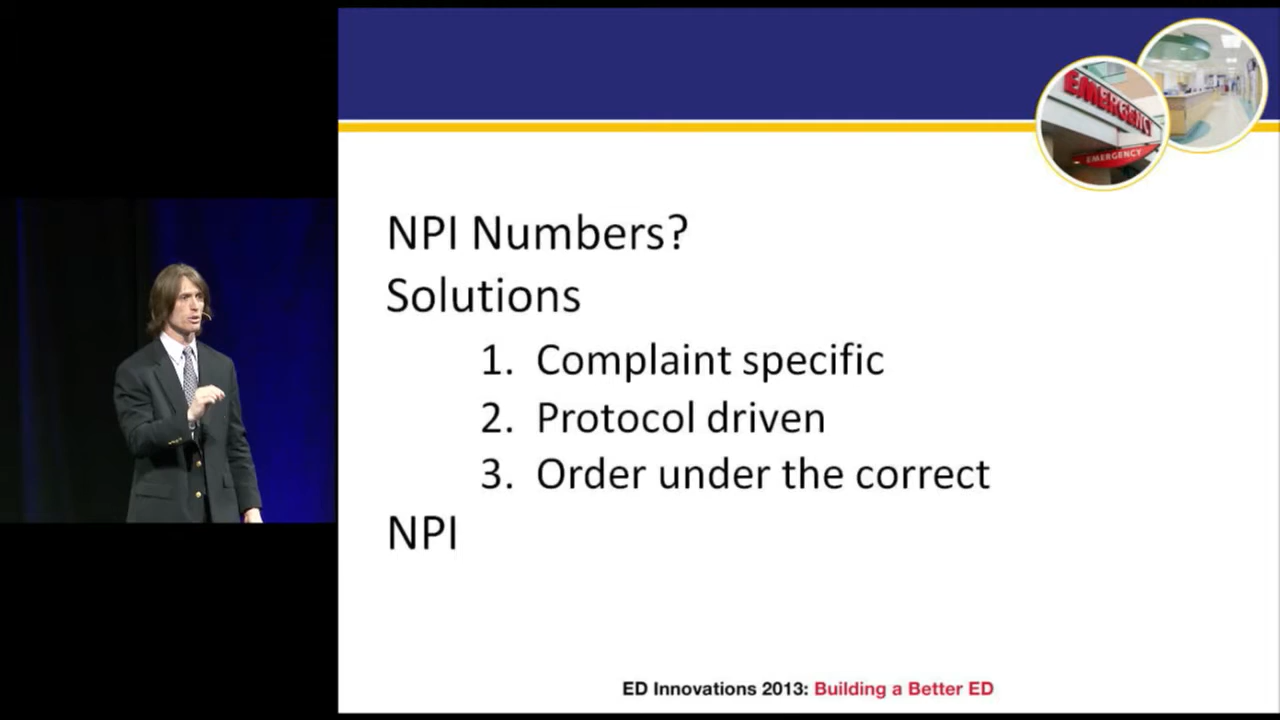 EMERGENC
EMERGENCY
NPI Numbers?
Solutions
1. Complaint specific
2. Protocol driven
3. Order under the correct
NPI
ED Innovations 2013: Building a Better ED